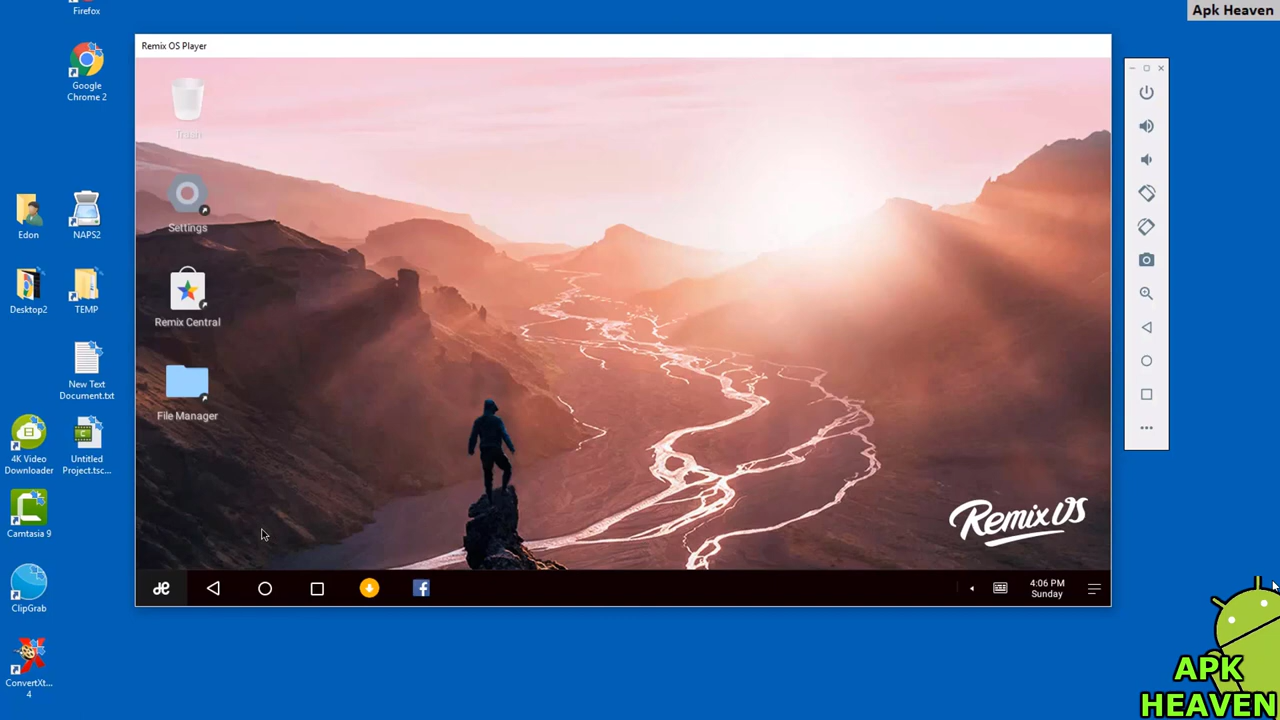 Apk Heaven
Firefox
Google
Chrome 2
Edon
NAPS2
Desktop2
TEMP
New Text
Document.txt
4K Video
Downloader
Untitled
Project.tsc...
Camtasia 9
ClipGrab
ConvertXt...
4
Remix OS Player
Trash
Settings
Remix Central
File Manager
Remix OS
4:06 PM
Sunday
APK
HEAVEN